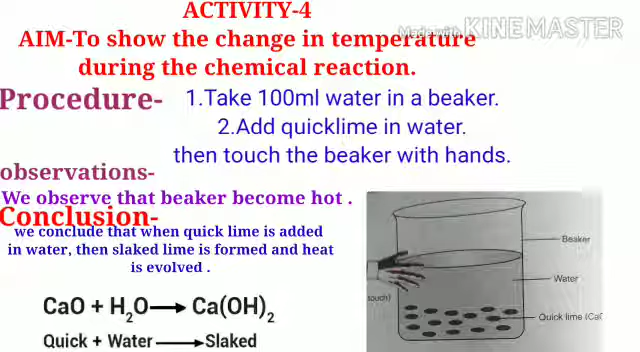 ACTIVITY-4
Made with KINEMASTER
AIM-To show the change in temperature
during the chemical reaction.
Procedure- 1.Take 100ml water in a beaker.
2.Add quicklime in water.
then touch the beaker with hands.
observations-
We observe that beaker become hot .
Conclusion-
we conclude that when quick lime is added
in water, then slaked lime is formed and heat
is evolved .
CaO + H₂O → Ca(OH)₂
Quick + Water → Slaked
Beaker
Water
touch)
Quick lime (Ca